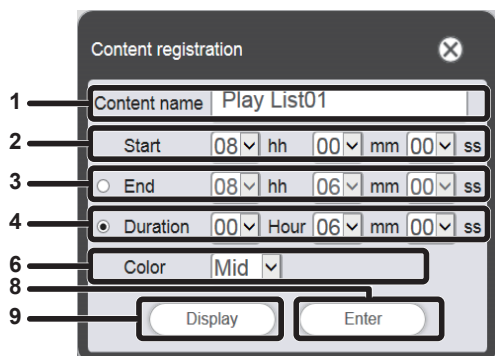 Content registration
1 Content name Play List01
2 Start 08 hh 00 mm 00 ss
3 End 08 hh 06 mm 00 ss
4 Duration 00 Hour 06 mm 00 ss
6 Color Mid
8
9 Display Enter